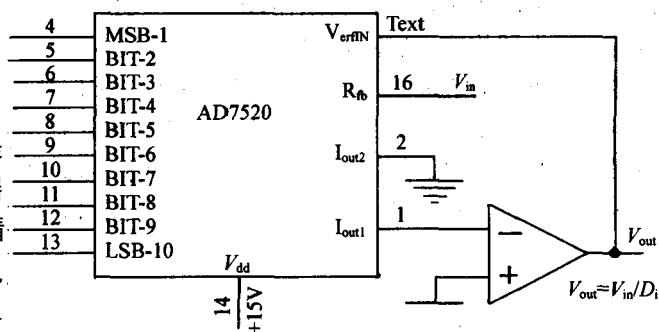 4 MSB-1
5 BIT-2
6 BIT-3
7 BIT-4
8 BIT-5
9 BIT-6
10 BIT-7
11 BIT-8
12 BIT-9
13 LSB-10
AD7520
VerflN Text
Rfb 16 Vin
Iout2 2
Iout1 1
Vdd
14
+15V
−
+
Vout
Vout=Vin/Di